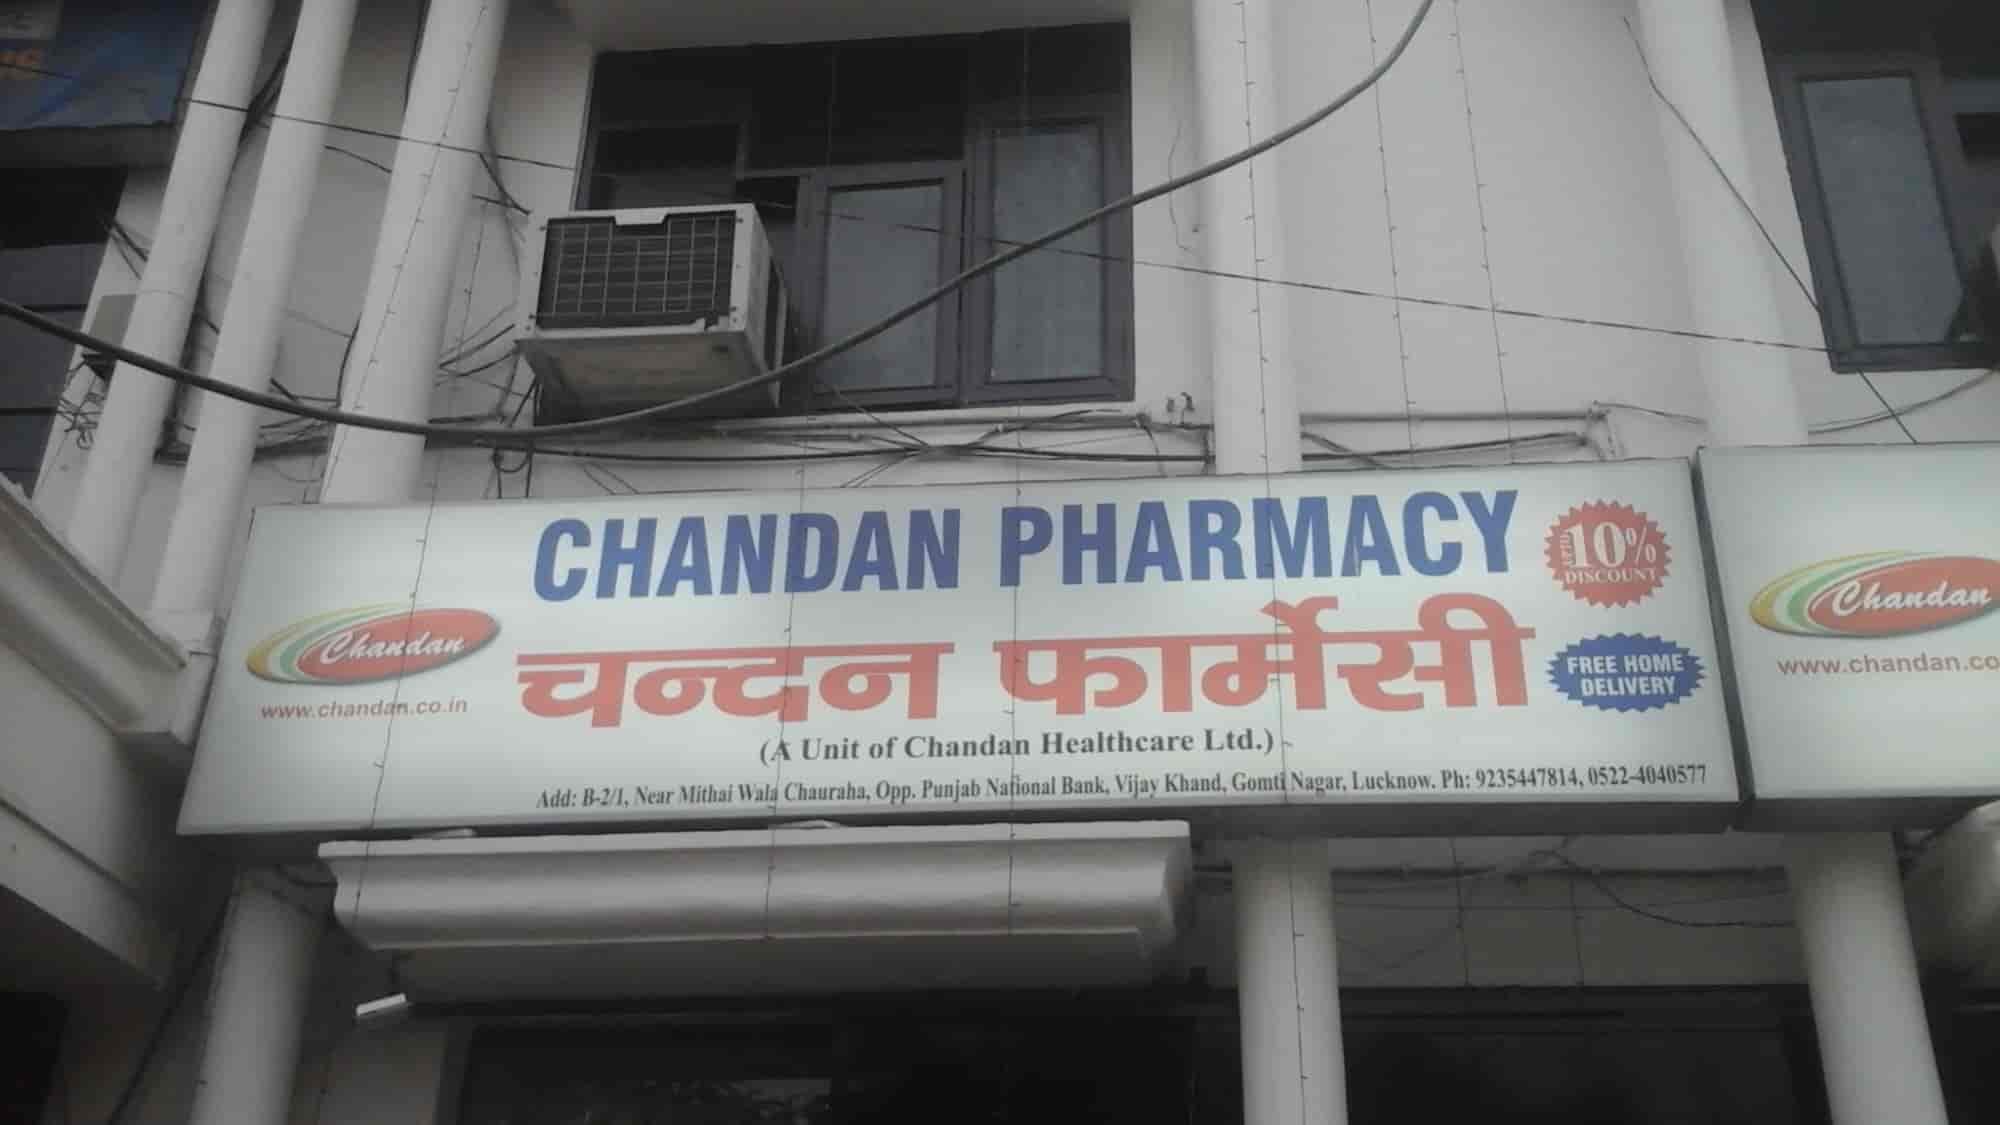 CHANDAN PHARMACY
UPTO 10% DISCOUNT
Chandan
www.chandan.co.in
चन्दन फार्मेसी
FREE HOME
DELIVERY
(A Unit of Chandan Healthcare Ltd.)
Add: B-2/1, Near Mithai Wala Chauraha, Opp. Punjab National Bank, Vijay Khand, Gomti Nagar, Lucknow. Ph: 9235447814, 0522-4040577
Chandan
www.chandan.co